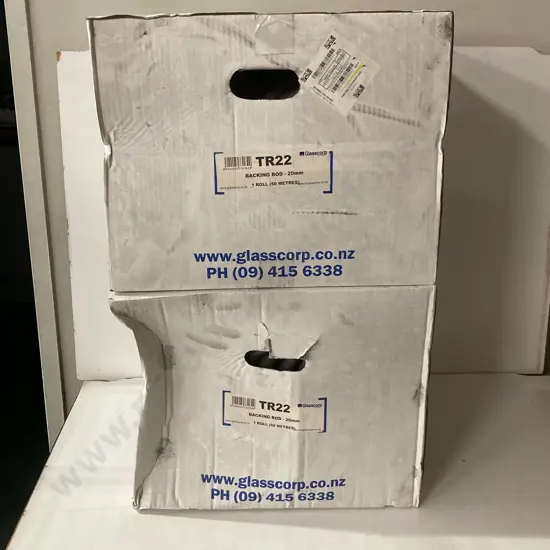 TR22
Glasscorp
BACKING ROD - 20mm
1 ROLL (50 METRES)
www.glasscorp.co.nz
PH (09) 415 6338
TR22
GLASSCORP
BACKING ROD - 20mm
1 ROLL (50 METRES)
www.glasscorp.co.nz
PH (09) 415 6338